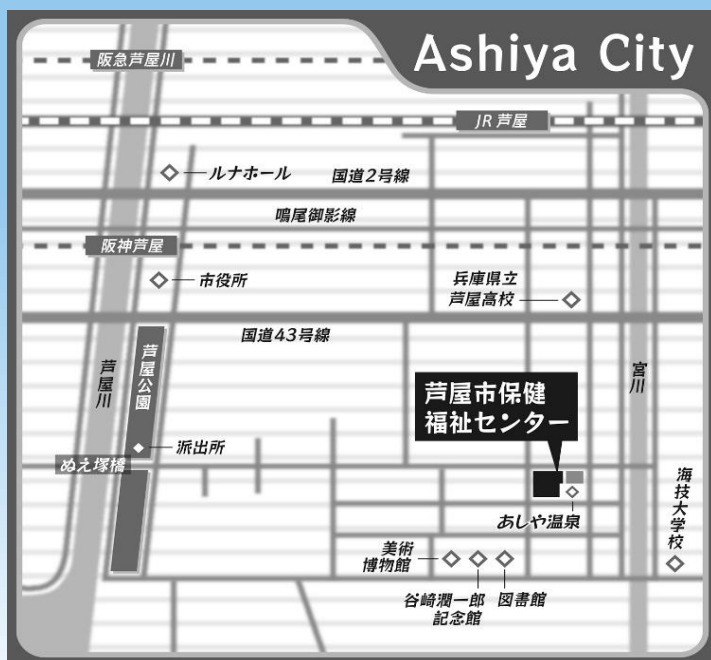 Ashiya City
阪急芦屋川
JR 芦屋
ルナホール
国道2号線
鳴尾御影線
阪神芦屋
市役所
兵庫県立
芦屋高校
国道43号線
芦屋川
芦屋公園
宮川
芦屋市保健
福祉センター
派出所
ぬえ塚橋
海技大学校
あしや温泉
美術
博物館
谷崎潤一郎
記念館
図書館